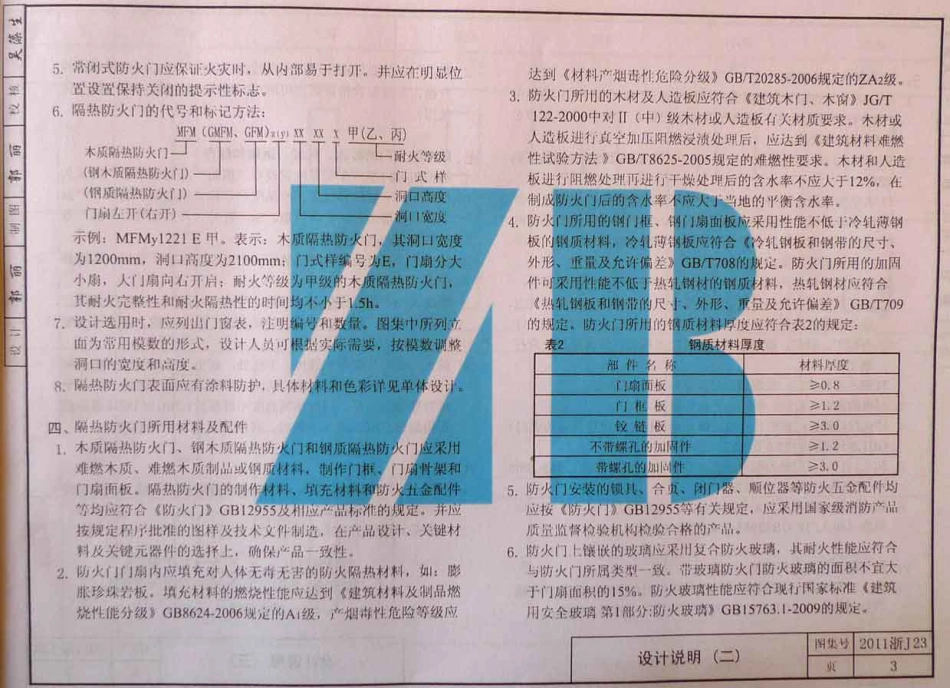 5. 常闭式防火门应保证火灾时，从内部易于打开。并应在明显位
置设置保持关闭的提示性标志。
6. 隔热防火门的代号和标记方法：
MFM (GMFM、GFM)z(y) XX XX X 甲(乙、丙)
木质隔热防火门
(钢木质隔热防火门)
(钢质隔热防火门)
门扇左开(右开)
耐火等级
门 式 样
洞口高度
洞口宽度
示例：MFMy1221 E 甲。表示：木质隔热防火门，其洞口宽度
为1200mm，洞口高度为2100mm；门式样编号为E，门扇分大
小扇，大门扇向右开启；耐火等级为甲级的木质隔热防火门，
其耐火完整性和耐火隔热性的时间均不小于1.5h。
7. 设计选用时，应列出门窗表，注明编号和数量。图集中所列立
面为常用模数的形式，设计人员可根据实际需要，按模数调整
洞口的宽度和高度。
8. 隔热防火门表面应有涂料防护，具体材料和色彩详见单体设计。
四、隔热防火门所用材料及配件
1. 木质隔热防火门、钢木质隔热防火门和钢质隔热防火门应采用
难燃木质、难燃木质制品或钢质材料，制作门框、门扇骨架和
门扇面板。隔热防火门的制作材料、填充材料和防火五金配件
等均应符合《防火门》GB12955及相应产品标准的规定。并应
按规定程序批准的图样及技术文件制造，在产品设计、关键材
料及关键元器件的选择上，确保产品一致性。
2. 防火门门扇内应填充对人体无毒无害的防火隔热材料，如：膨
胀珍珠岩板。填充材料的燃烧性能应达到《建筑材料及制品燃
烧性能分级》GB8624-2006规定的A1级，产烟毒性危险等级应
达到《材料产烟毒性危险分级》GB/T20285-2006规定的ZA2级。
3. 防火门所用的木材及人造板应符合《建筑木门、木窗》JG/T
122-2000中对Ⅱ（中）级木材或人造板有关材质要求。木材或
人造板进行真空加压阻燃浸渍处理后，应达到《建筑材料难燃
性试验方法 》GB/T8625-2005规定的难燃性要求。木材和人造
板进行阻燃处理再进行干燥处理后的含水率不应大于12%，在
制成防火门后的含水率不应大于当地的平衡含水率。
4. 防火门所用的钢门框、钢门扇面板应采用性能不低于冷轧薄钢
板的钢质材料，冷轧薄钢板应符合《冷轧钢板和钢带的尺寸、
外形、重量及允许偏差》GB/T708的规定。防火门所用的加固
件可采用性能不低于热轧钢材的钢质材料，热轧钢材应符合
《热轧钢板和钢带的尺寸、外形、重量及允许偏差》GB/T709
的规定。防火门所用的钢质材料厚度应符合表2的规定：
表2 钢质材料厚度
部 件 名 称 材料厚度
门扇面板 ≥0.8
门 框 板 ≥1.2
铰 链 板 ≥3.0
不带螺孔的加固件 ≥1.2
带螺孔的加固件 ≥3.0
5. 防火门安装的锁具、合页、闭门器、顺位器等防火五金配件均
应按《防火门》GB12955等有关规定，应采用国家级消防产品
质量监督检验机构检验合格的产品。
6. 防火门上镶嵌的玻璃应采用复合防火玻璃，其耐火性能应符合
与防火门所属类型一致。带玻璃防火门防火玻璃的面积不宜大
于门扇面积的15%。防火玻璃性能应符合现行国家标准《建筑
用安全玻璃 第1部分:防火玻璃》GB15763.1-2009的规定。
设计说明（二）
图集号 2011浙J23
页 3
校 核
郭 丽
制 图
郭 丽
设 计
ZJB